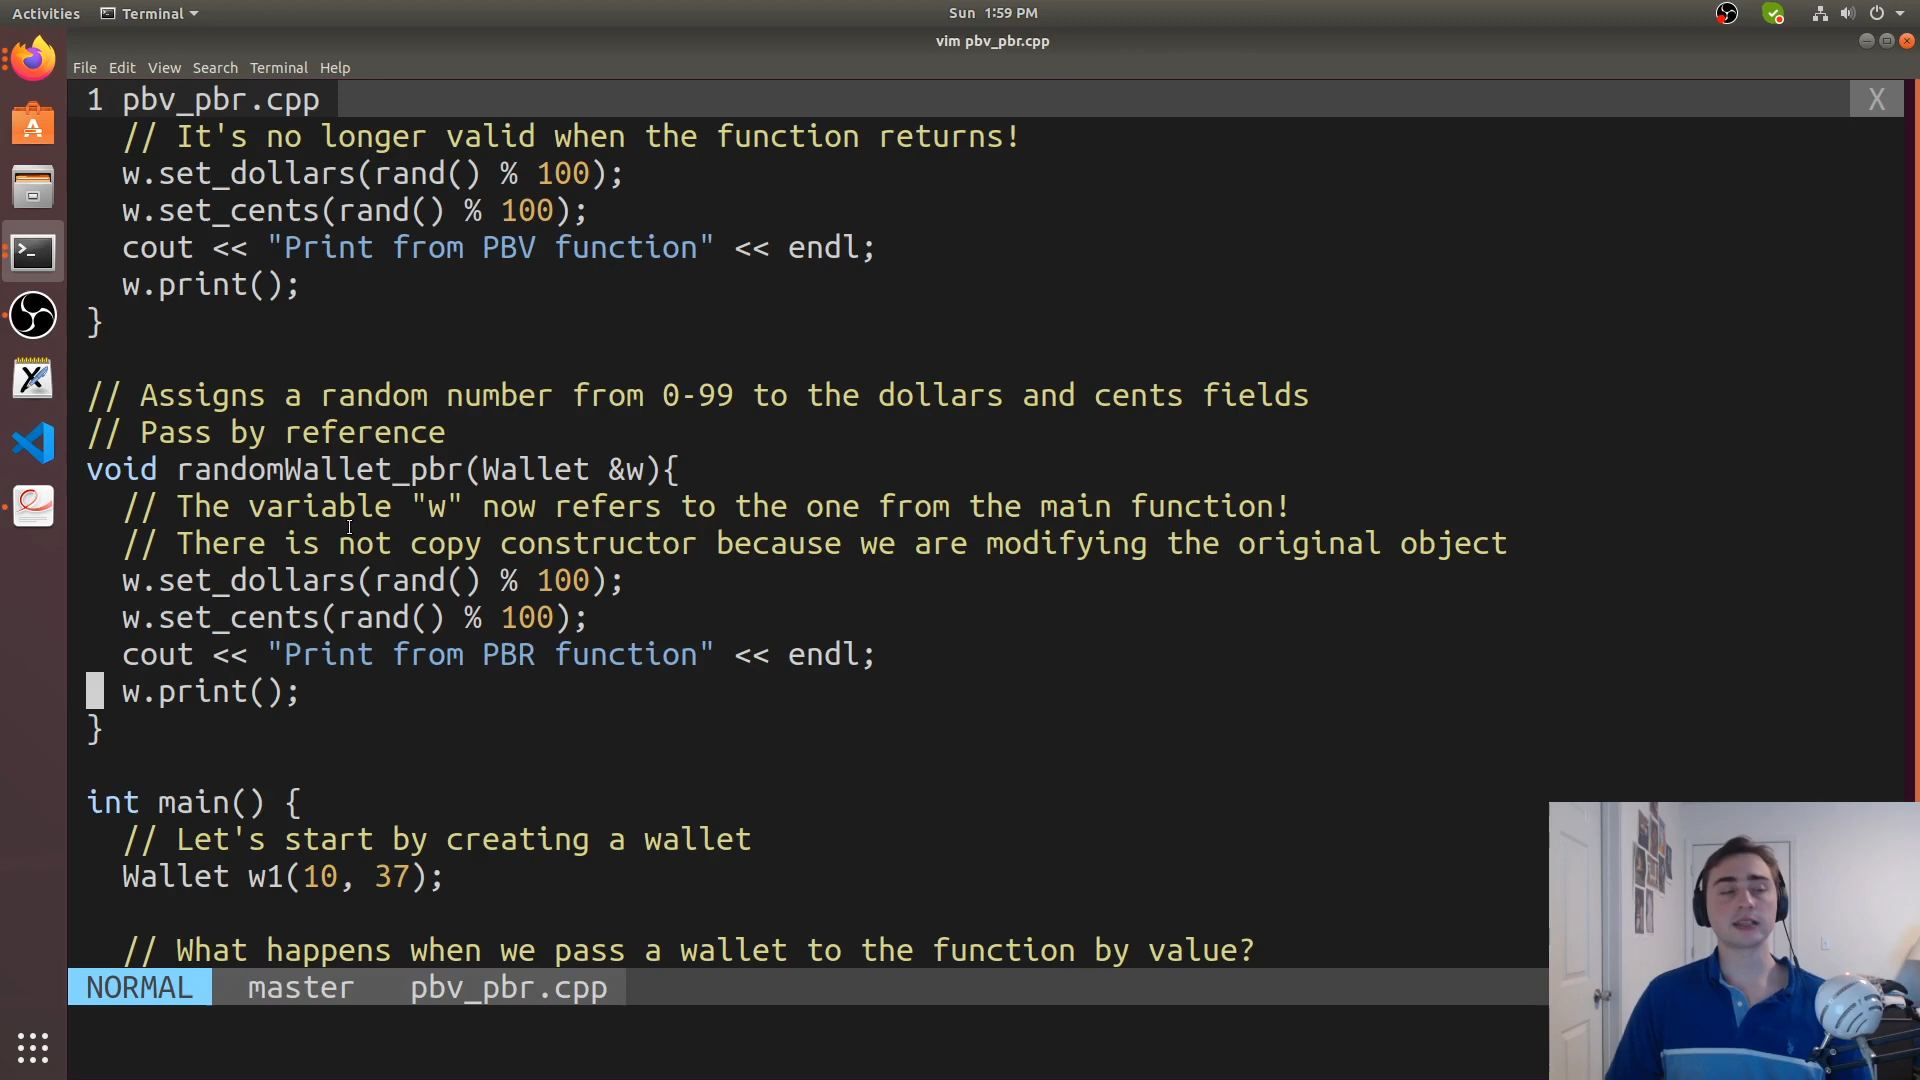 Activities Terminal Sun 1:59 PM
vim pbv_pbr.cpp
File Edit View Search Terminal Help
1 pbv_pbr.cpp X
// It's no longer valid when the function returns!
w.set_dollars(rand() % 100);
w.set_cents(rand() % 100);
cout << "Print from PBV function" << endl;
w.print();
}
// Assigns a random number from 0-99 to the dollars and cents fields
// Pass by reference
void randomWallet_pbr(Wallet &w){
// The variable "w" now refers to the one from the main function!
// There is not copy constructor because we are modifying the original object
w.set_dollars(rand() % 100);
w.set_cents(rand() % 100);
cout << "Print from PBR function" << endl;
w.print();
}
int main() {
// Let's start by creating a wallet
Wallet w1(10, 37);
// What happens when we pass a wallet to the function by value?
NORMAL master pbv_pbr.cpp